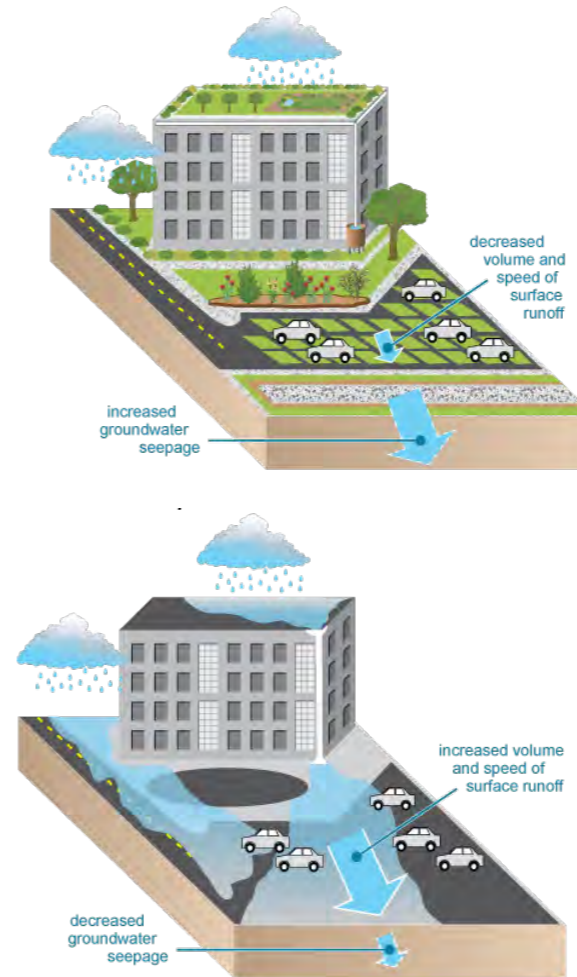 decreased
volume and
speed of
surface
runoff
increased
groundwater
seepage
increased volume
and speed of
surface runoff
decreased
groundwater
seepage